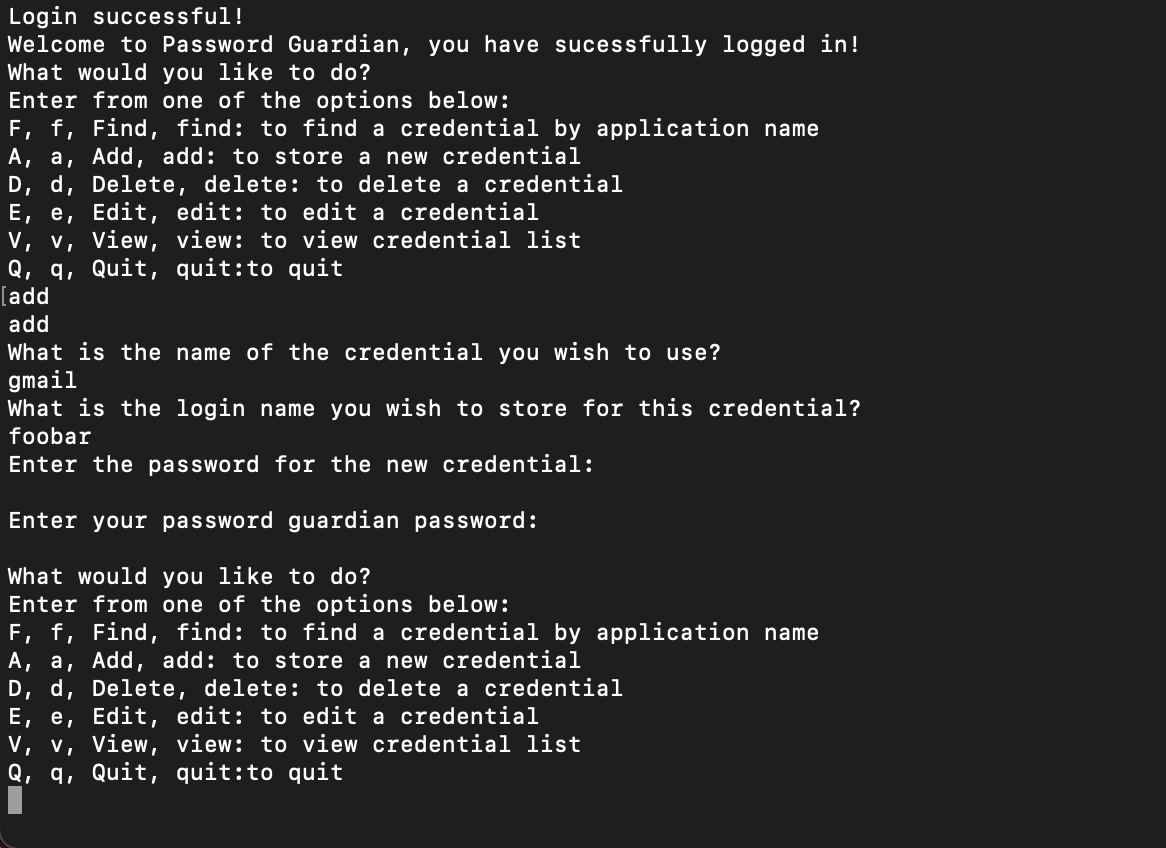 Login successful!
Welcome to Password Guardian, you have sucessfully logged in!
What would you like to do?
Enter from one of the options below:
F, f, Find, find: to find a credential by application name
A, a, Add, add: to store a new credential
D, d, Delete, delete: to delete a credential
E, e, Edit, edit: to edit a credential
V, v, View, view: to view credential list
Q, q, Quit, quit:to quit
[add
add
What is the name of the credential you wish to use?
gmail
What is the login name you wish to store for this credential?
foobar
Enter the password for the new credential:
Enter your password guardian password:
What would you like to do?
Enter from one of the options below:
F, f, Find, find: to find a credential by application name
A, a, Add, add: to store a new credential
D, d, Delete, delete: to delete a credential
E, e, Edit, edit: to edit a credential
V, v, View, view: to view credential list
Q, q, Quit, quit:to quit